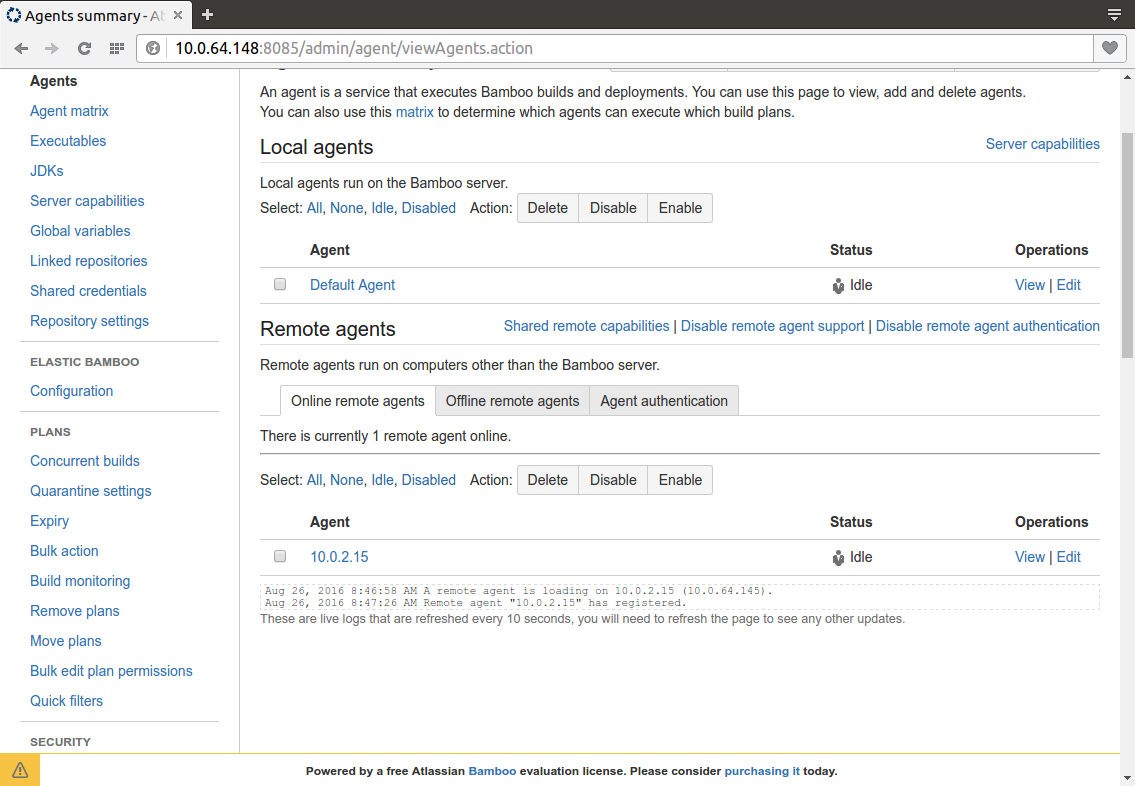 Agents summary - At
10.0.64.148:8085/admin/agent/viewAgents.action
Agents
Agent matrix
Executables
JDKs
Server capabilities
Global variables
Linked repositories
Shared credentials
Repository settings
ELASTIC BAMBOO
Configuration
PLANS
Concurrent builds
Quarantine settings
Expiry
Bulk action
Build monitoring
Remove plans
Move plans
Bulk edit plan permissions
Quick filters
SECURITY
An agent is a service that executes Bamboo builds and deployments. You can use this page to view, add and delete agents.
You can also use this matrix to determine which agents can execute which build plans.
Local agents Server capabilities
Local agents run on the Bamboo server.
Select: All, None, Idle, Disabled Action: Delete Disable Enable
Agent Status Operations
Default Agent Idle View | Edit
Remote agents Shared remote capabilities | Disable remote agent support | Disable remote agent authentication
Remote agents run on computers other than the Bamboo server.
Online remote agents Offline remote agents Agent authentication
There is currently 1 remote agent online.
Select: All, None, Idle, Disabled Action: Delete Disable Enable
Agent Status Operations
10.0.2.15 Idle View | Edit
Aug 26, 2016 8:46:58 AM A remote agent is loading on 10.0.2.15 (10.0.64.145).
Aug 26, 2016 8:47:26 AM Remote agent "10.0.2.15" has registered.
These are live logs that are refreshed every 10 seconds, you will need to refresh the page to see any other updates.
Powered by a free Atlassian Bamboo evaluation license. Please consider purchasing it today.